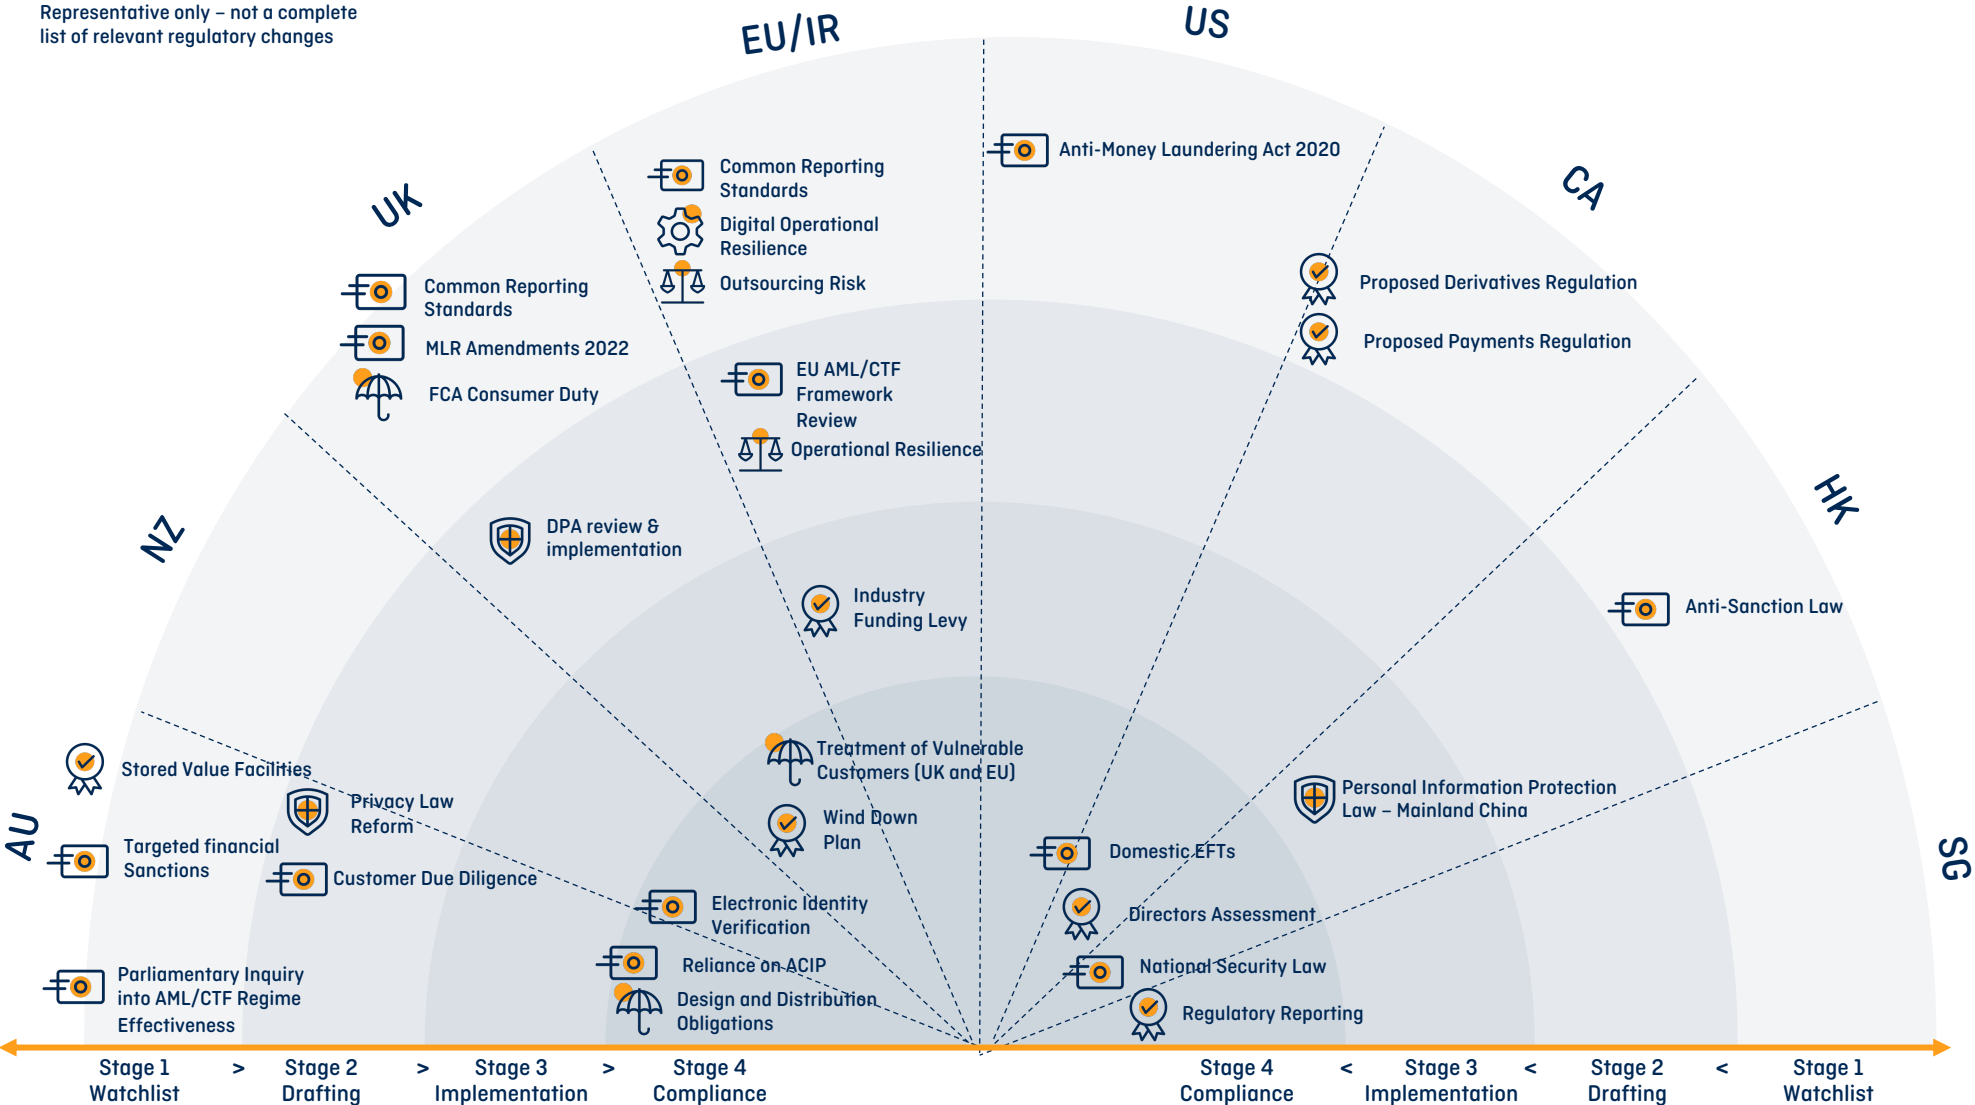 Representative only – not a complete
list of relevant regulatory changes
EU/IR
US
UK
CA
NZ
HK
AU
SG
Common Reporting
Standards
Digital Operational
Resilience
Outsourcing Risk
Anti-Money Laundering Act 2020
Common Reporting
Standards
MLR Amendments 2022
FCA Consumer Duty
Proposed Derivatives Regulation
Proposed Payments Regulation
EU AML/CTF
Framework
Review
Operational Resilience
DPA review &
implementation
Industry
Funding Levy
Anti-Sanction Law
Treatment of Vulnerable
Customers (UK and EU)
Wind Down
Plan
Stored Value Facilities
Privacy Law
Reform
Targeted financial
Sanctions
Customer Due Diligence
Personal Information Protection
Law – Mainland China
Domestic EFTs
Electronic Identity
Verification
Directors Assessment
Reliance on ACIP
National Security Law
Parliamentary Inquiry
into AML/CTF Regime
Effectiveness
Design and Distribution
Obligations
Regulatory Reporting
Stage 1 > Stage 2 > Stage 3 > Stage 4 Stage 4 < Stage 3 < Stage 2 < Stage 1
Watchlist Drafting Implementation Compliance Compliance Implementation Drafting Watchlist